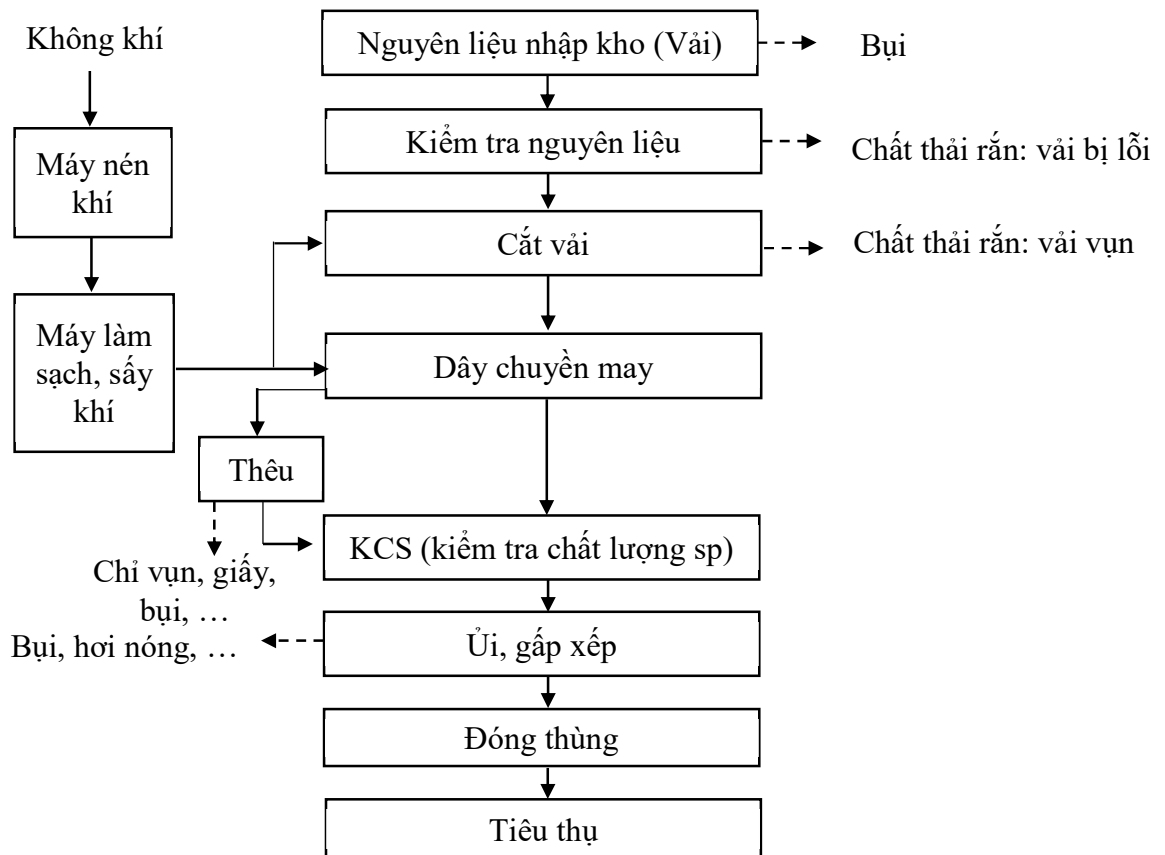 Không khí
Nguyên liệu nhập kho (Vải)
Bụi
Máy nén
khí
Kiểm tra nguyên liệu
Chất thải rắn: vải bị lỗi
Cắt vải
Chất thải rắn: vải vụn
Máy làm
sạch, sấy
khí
Dây chuyền may
Thêu
KCS (kiểm tra chất lượng sp)
Chỉ vụn, giấy,
bụi, …
Bụi, hơi nóng, …
Ủi, gấp xếp
Đóng thùng
Tiêu thụ